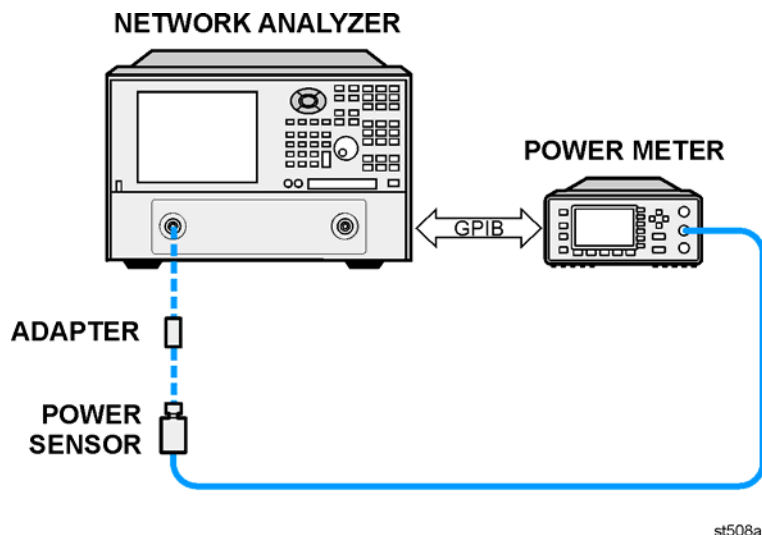 NETWORK ANALYZER
POWER METER
GPIB
ADAPTER
POWER
SENSOR
st508a